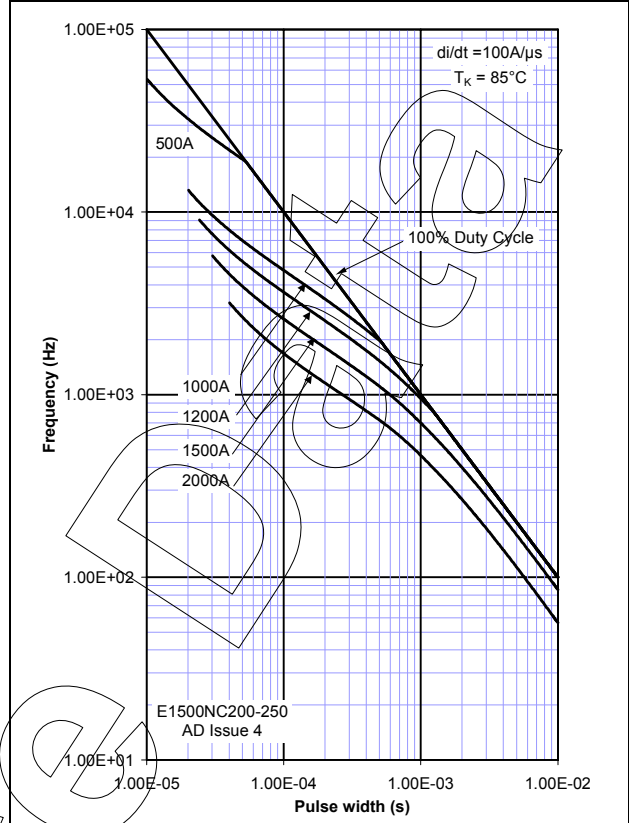 1.00E+05
di/dt =100A/µs
TK = 85°C
500A
1.00E+04
100% Duty Cycle
Frequency (Hz)
1.00E+03
1000A
1200A
1500A
2000A
1.00E+02
E1500NC200-250
AD Issue 4
1.00E+01
1.00E-05 1.00E-04 1.00E-03 1.00E-02
Pulse width (s)
e Data